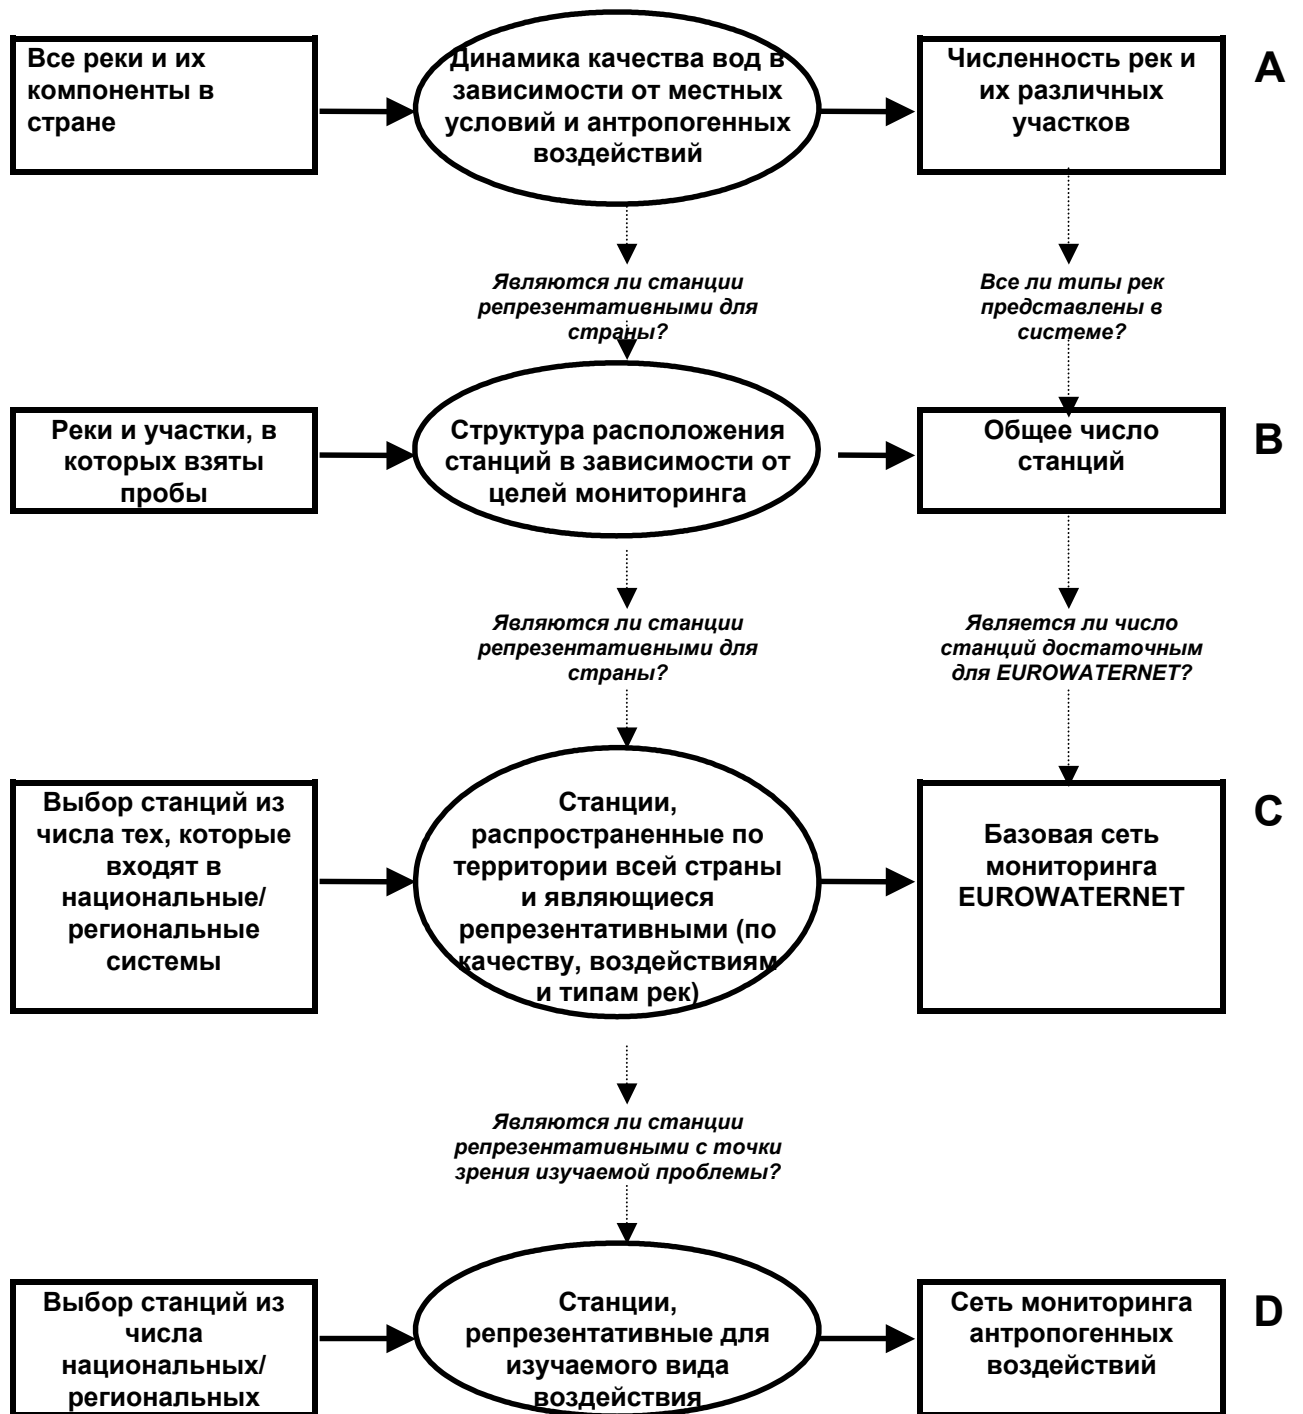 Все реки и их
компоненты в
стране
Динамика качества вод в
зависимости от местных
условий и антропогенных
воздействий
Численность рек и
их различных
участков
A
Являются ли станции
репрезентативными для
страны?
Все ли типы рек
представлены в
системе?
Реки и участки, в
которых взяты
пробы
Структура расположения
станций в зависимости от
целей мониторинга
Общее число
станций
B
Являются ли станции
репрезентативными для
страны?
Является ли число
станций достаточным
для EUROWATERNET?
Выбор станций из
числа тех, которые
входят в
национальные/
региональные
системы
Станции,
распространенные по
территории всей страны
и являющиеся
репрезентативными (по
качеству, воздействиям
и типам рек)
Базовая сеть
мониторинга
EUROWATERNET
C
Являются ли станции
репрезентативными с точки
зрения изучаемой проблемы?
Выбор станций из
числа
национальных/
региональных
Станции,
репрезентативные для
изучаемого вида
воздействия
Сеть мониторинга
антропогенных
воздействий
D